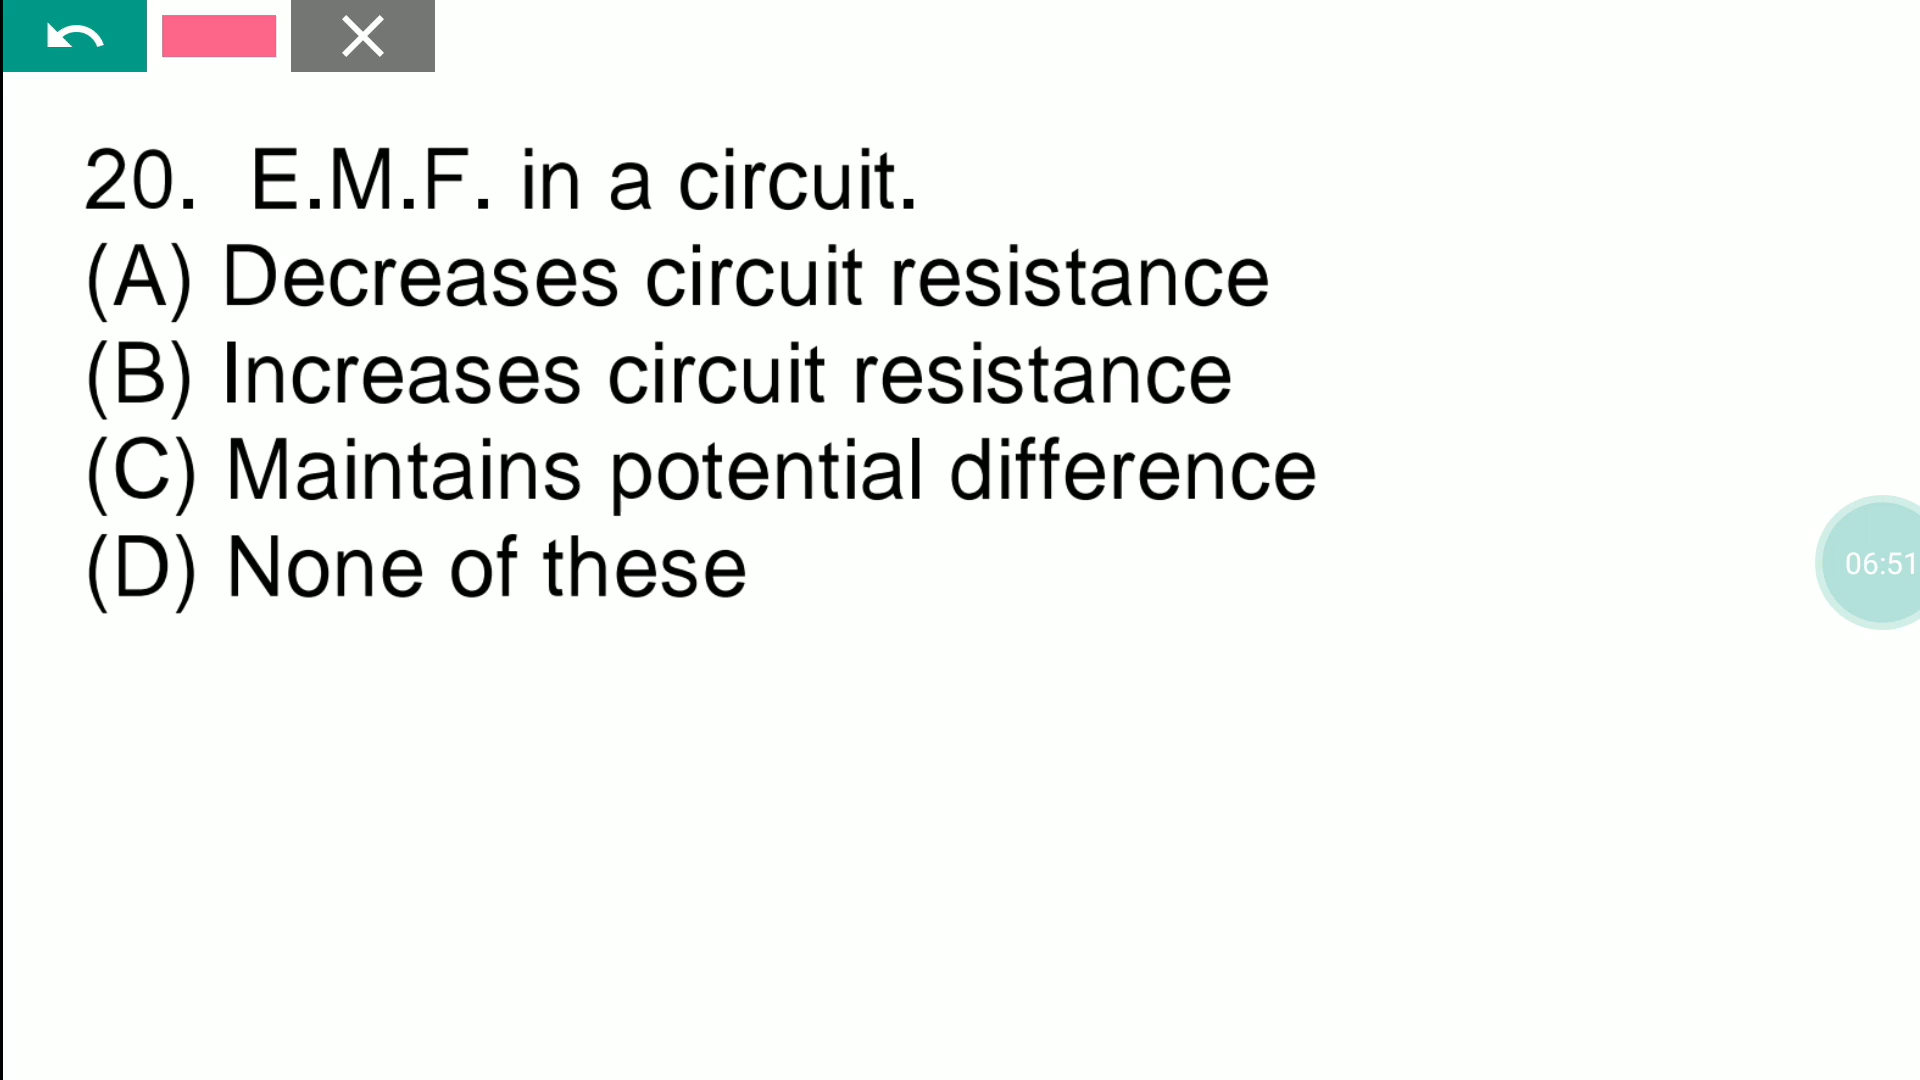 20. E.M.F. in a circuit.
(A) Decreases circuit resistance
(B) Increases circuit resistance
(C) Maintains potential difference
(D) None of these
06:51